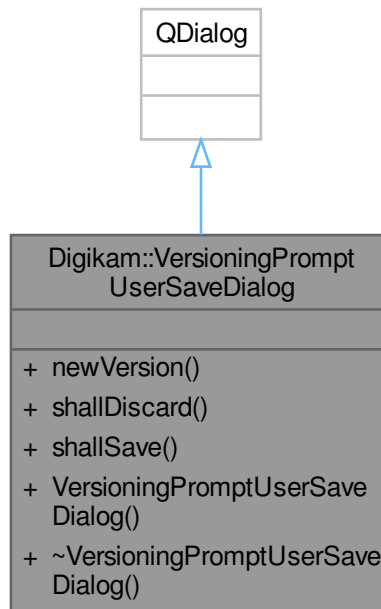 QDialog
Digikam::VersioningPrompt
UserSaveDialog
+ newVersion()
+ shallDiscard()
+ shallSave()
+ VersioningPromptUserSave
Dialog()
+ ~VersioningPromptUserSave
Dialog()